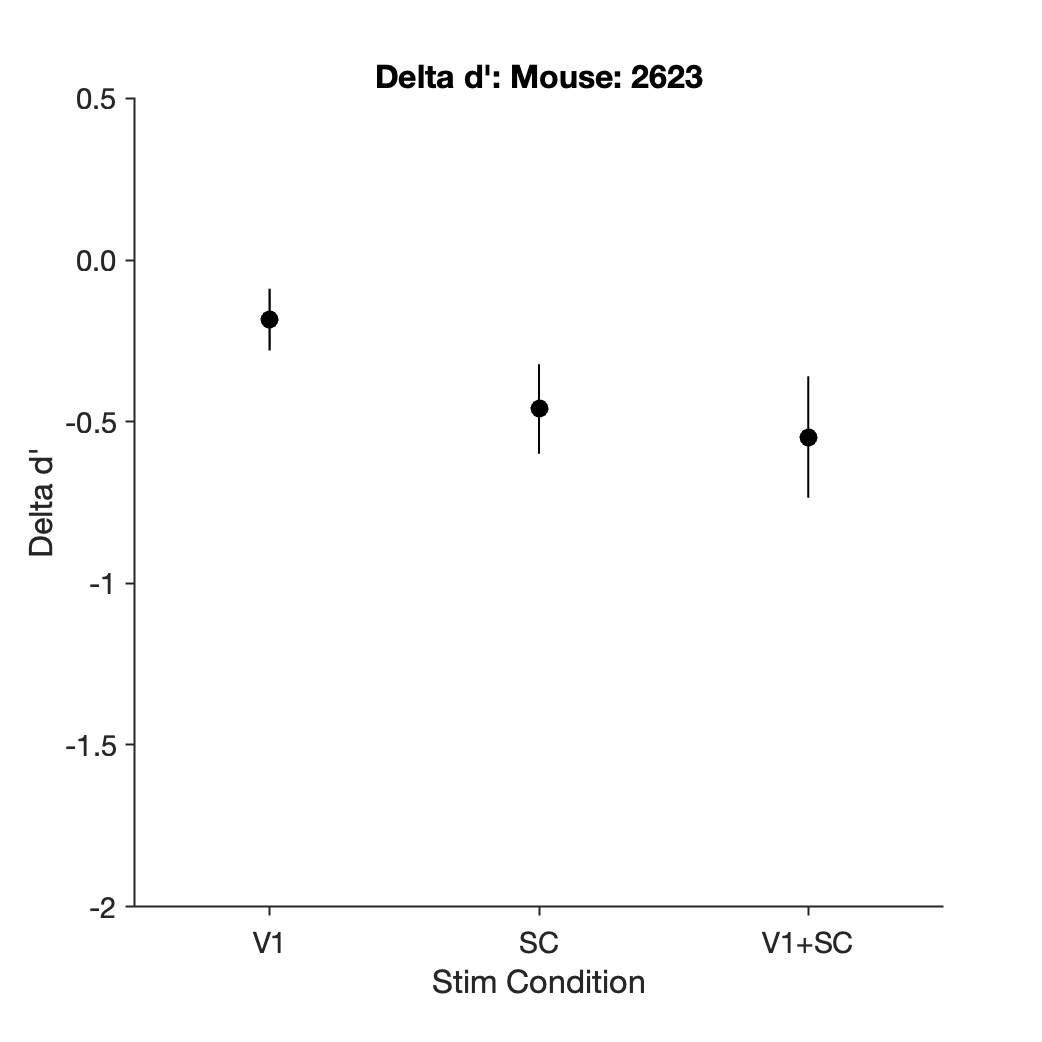 Delta d': Mouse: 2623
0.5
0.0
-0.5
-1
-1.5
-2
Delta d'
V1
SC
V1+SC
Stim Condition